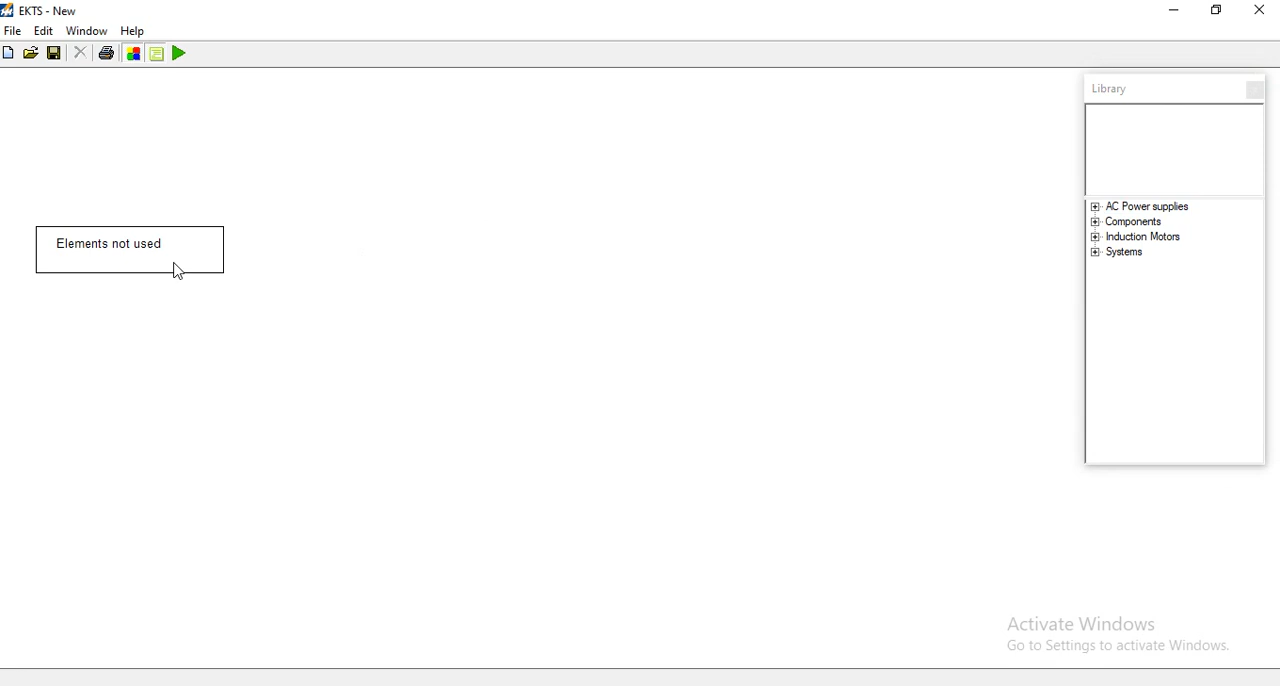 EKTS - New
File Edit Window Help
Library
AC Power supplies
Components
Induction Motors
Systems
Elements not used
Activate Windows
Go to Settings to activate Windows.